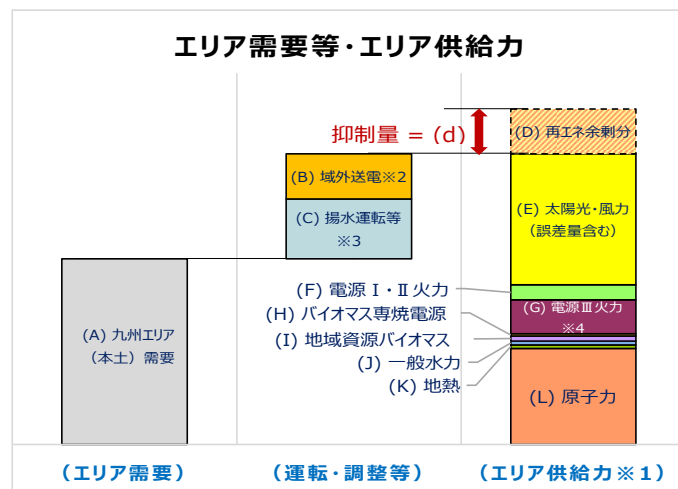 エリア需要等・エリア供給力
抑制量 = (d)
(D) 再エネ余剰分
(B) 域外送電※2
(C) 揚水運転等
※3
(E) 太陽光・風力
(誤差量含む)
(F) 電源Ⅰ・Ⅱ火力
(G) 電源Ⅲ火力
※4
(H) バイオマス専焼電源
(I) 地域資源バイオマス
(J) 一般水力
(K) 地熱
(A) 九州エリア
(本土) 需要
(L) 原子力
(エリア需要)
(運転・調整等)
(エリア供給力※1)